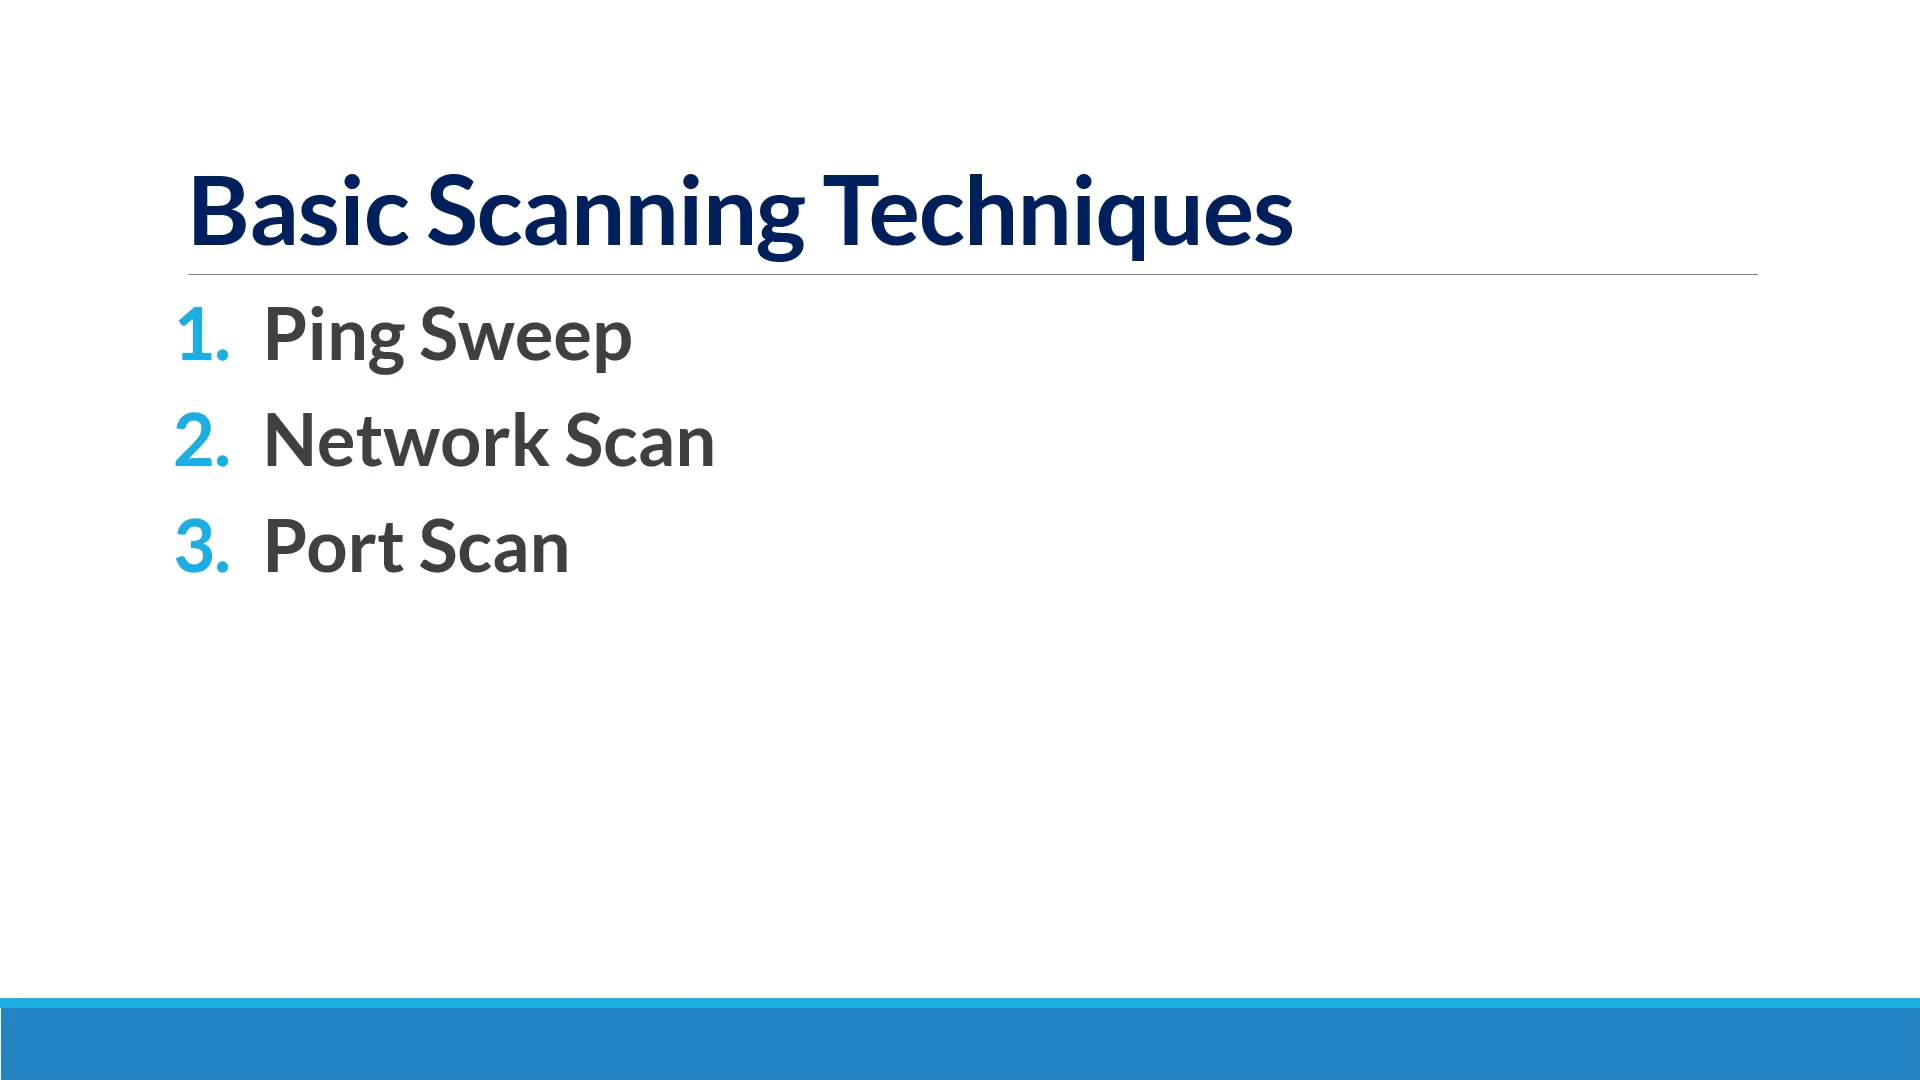 Basic Scanning Techniques
1. Ping Sweep
2. Network Scan
3. Port Scan